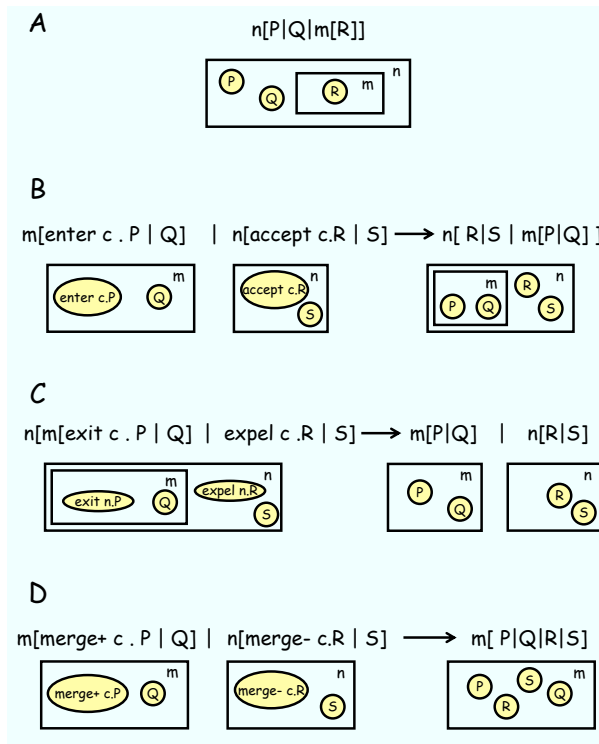 A
n[P|Q|m[R]]
n
P
Q
R
m
B
m[enter c . P | Q] | n[accept c.R | S] → n[ R|S | m[P|Q] ]
m
enter c.P
Q
n
accept c.R
S
n
m
P
Q
R
S
C
n[m[exit c . P | Q] | expel c .R | S] → m[P|Q] | n[R|S]
n
m
exit n.P
Q
expel n.R
S
m
P
Q
n
R
S
D
m[merge+ c . P | Q] | n[merge- c.R | S] → m[ P|Q|R|S]
m
merge+ c.P
Q
n
merge- c.R
S
m
P
R
S
Q